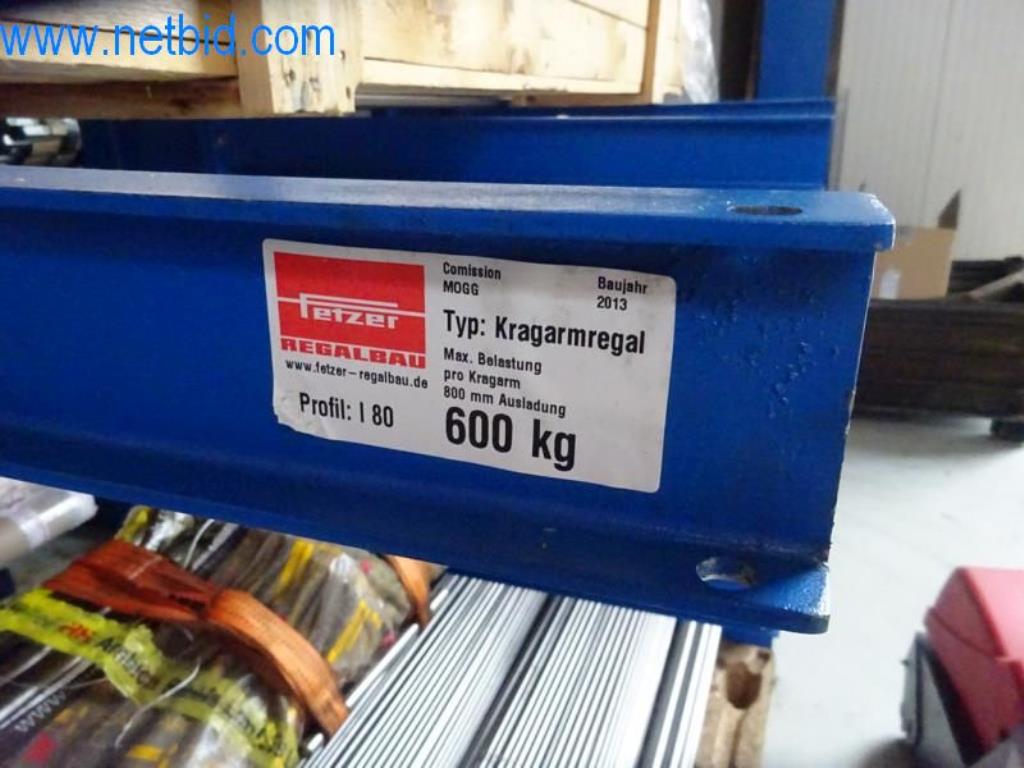 www.netbid.com
fetzer
REGALBAU
www.fetzer-regalbau.de
Profil: I 80
Comission
MOGG
Baujahr
2013
Typ: Kragarmregal
Max. Belastung
pro Kragarm
800 mm Ausladung
600 kg